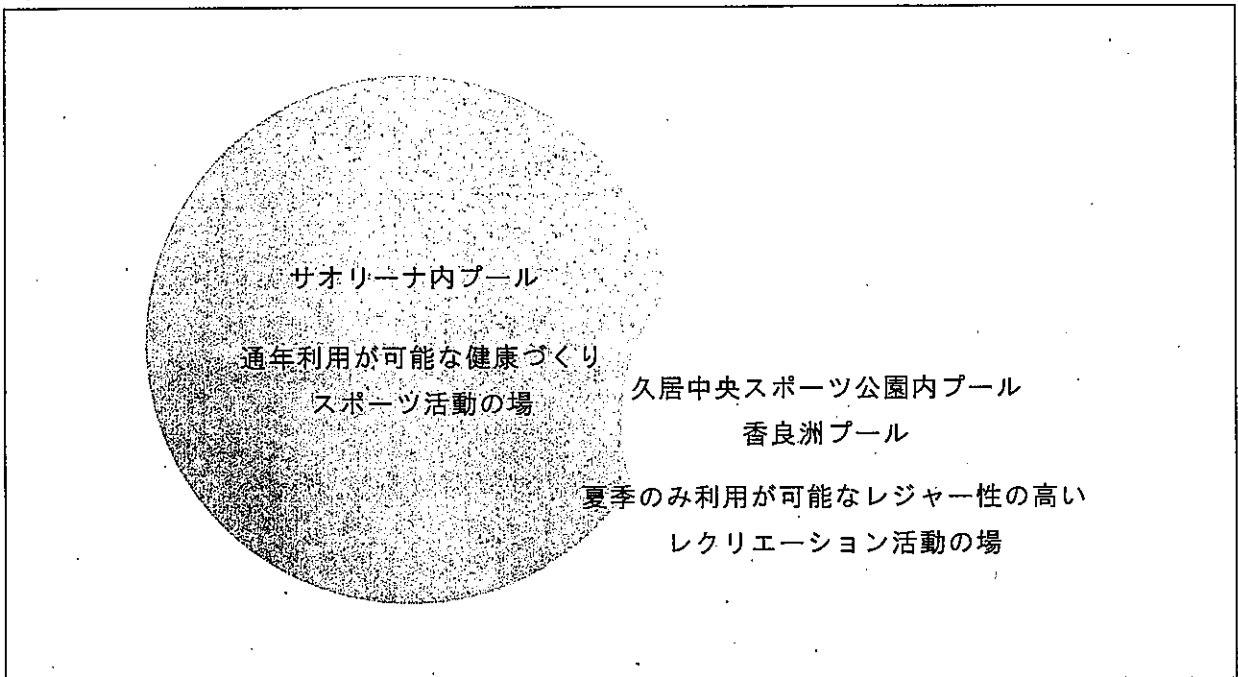 サオリーナ内プール
通年利用が可能な健康づくり
スポーツ活動の場
久居中央スポーツ公園内プール
香良洲プール
夏季のみ利用が可能なレジャー性の高い
レクリエーション活動の場